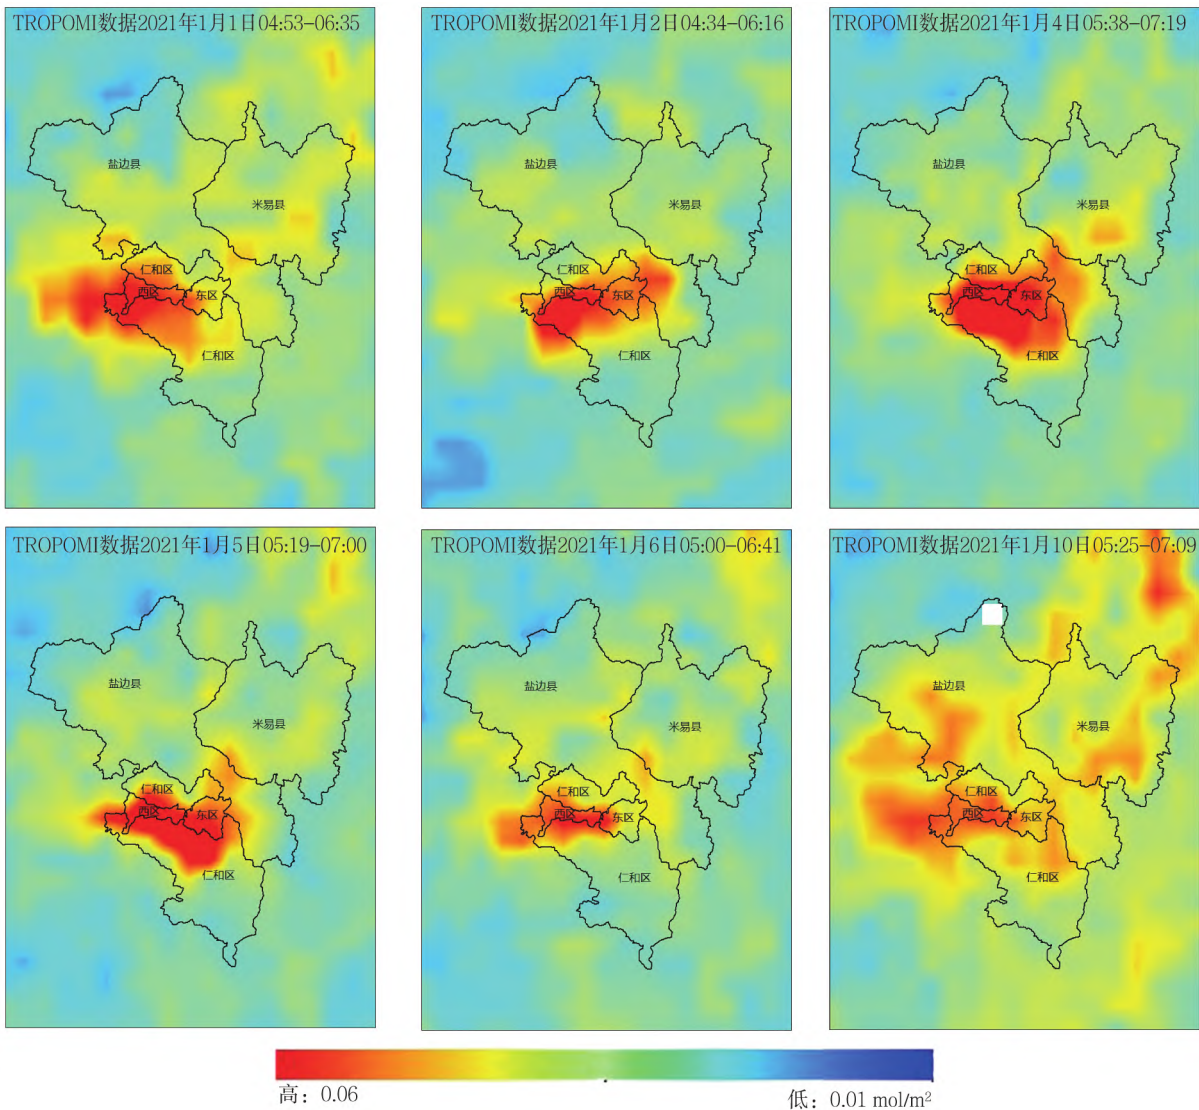 TROPOMI数据2021年1月1日04:53-06:35
盐边县
米易县
仁和区
西区
东区
仁和区
TROPOMI数据2021年1月2日04:34-06:16
盐边县
米易县
仁和区
西区
东区
仁和区
TROPOMI数据2021年1月4日05:38-07:19
盐边县
米易县
仁和区
西区
东区
仁和区
TROPOMI数据2021年1月5日05:19-07:00
盐边县
米易县
仁和区
西区
东区
仁和区
TROPOMI数据2021年1月6日05:00-06:41
盐边县
米易县
仁和区
西区
东区
仁和区
TROPOMI数据2021年1月10日05:25-07:09
盐边县
米易县
仁和区
西区
东区
仁和区
高：0.06
低：0.01 mol/m²